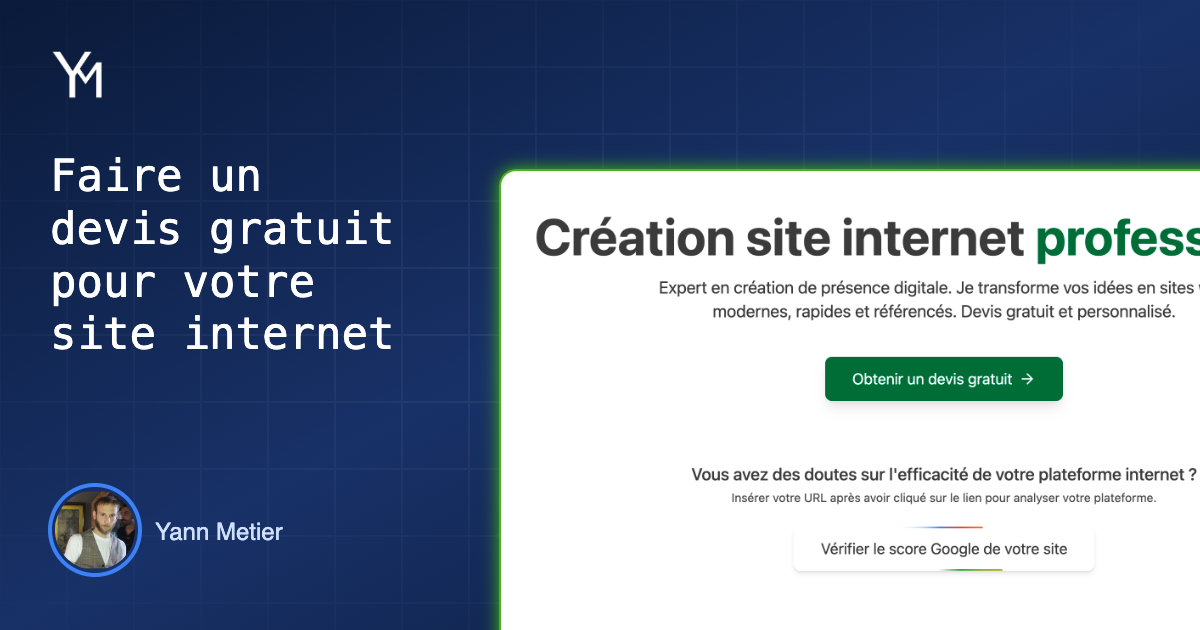 YM
Faire un
devis gratuit
pour votre
site internet
Yann Metier
Création site internet profess
Expert en création de présence digitale. Je transforme vos idées en sites
modernes, rapides et référencés. Devis gratuit et personnalisé.
Obtenir un devis gratuit →
Vous avez des doutes sur l'efficacité de votre plateforme internet ?
Insérer votre URL après avoir cliqué sur le lien pour analyser votre plateforme.
Vérifier le score Google de votre site